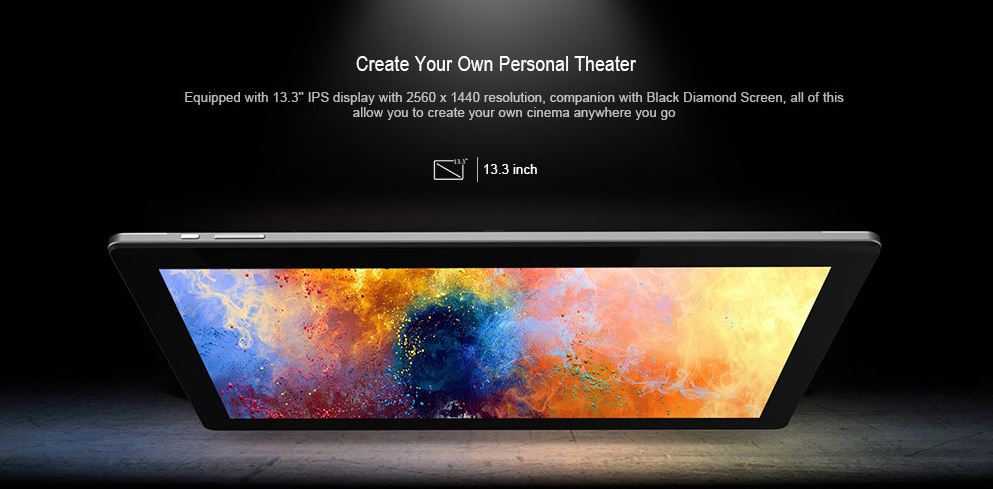 Create Your Own Personal Theater
Equipped with 13.3" IPS display with 2560 x 1440 resolution, companion with Black Diamond Screen, all of this
allow you to create your own cinema anywhere you go
13.3"
13.3 inch